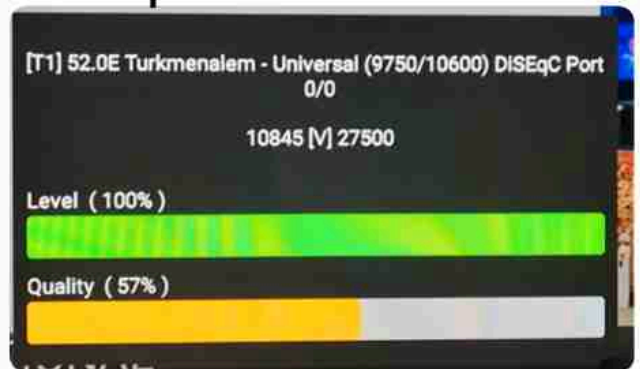 [T1] 52.0E Turkmenalem - Universal (9750/10600) DiSEqC Port
0/0
10845 [V] 27500
Level ( 100% )
Quality ( 57% )